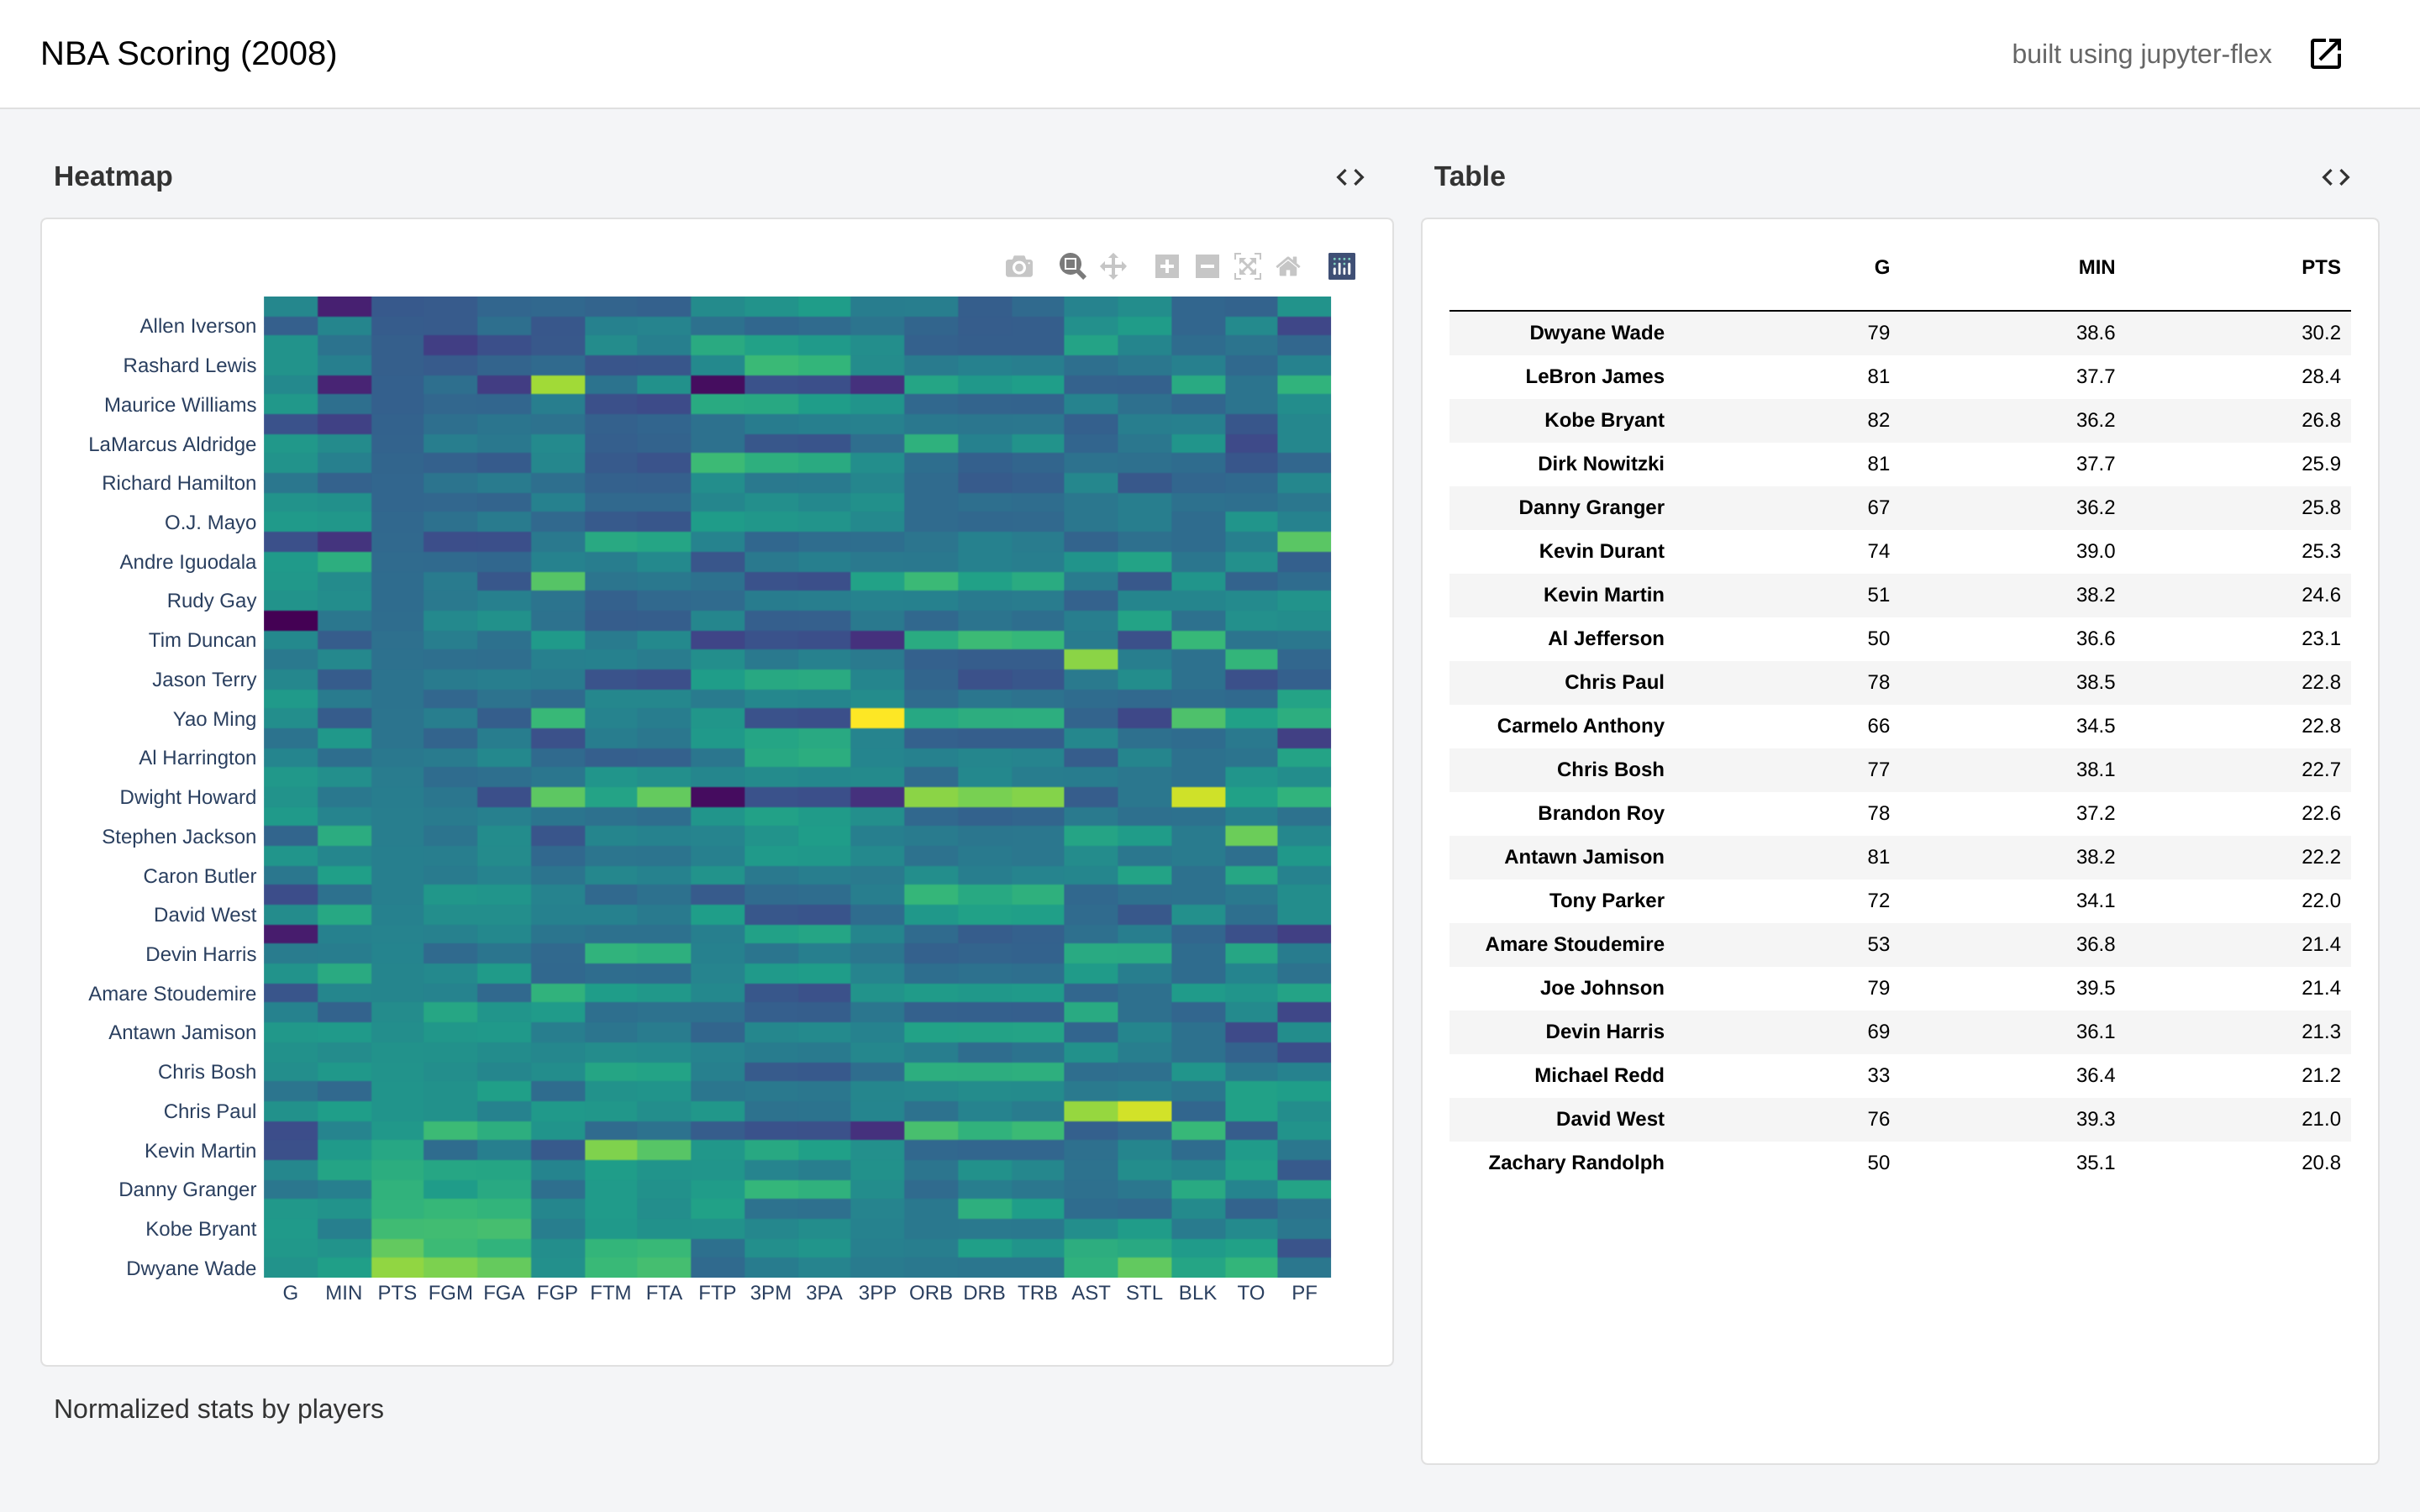 NBA Scoring (2008)
built using jupyter-flex
Heatmap
Allen Iverson
Rashard Lewis
Maurice Williams
LaMarcus Aldridge
Richard Hamilton
O.J. Mayo
Andre Iguodala
Rudy Gay
Tim Duncan
Jason Terry
Yao Ming
Al Harrington
Dwight Howard
Stephen Jackson
Caron Butler
David West
Devin Harris
Amare Stoudemire
Antawn Jamison
Chris Bosh
Chris Paul
Kevin Martin
Danny Granger
Kobe Bryant
Dwyane Wade
G MIN PTS FGM FGA FGP FTM FTA FTP 3PM 3PA 3PP ORB DRB TRB AST STL BLK TO PF
Normalized stats by players
Table
G MIN PTS
Dwyane Wade 79 38.6 30.2
LeBron James 81 37.7 28.4
Kobe Bryant 82 36.2 26.8
Dirk Nowitzki 81 37.7 25.9
Danny Granger 67 36.2 25.8
Kevin Durant 74 39.0 25.3
Kevin Martin 51 38.2 24.6
Al Jefferson 50 36.6 23.1
Chris Paul 78 38.5 22.8
Carmelo Anthony 66 34.5 22.8
Chris Bosh 77 38.1 22.7
Brandon Roy 78 37.2 22.6
Antawn Jamison 81 38.2 22.2
Tony Parker 72 34.1 22.0
Amare Stoudemire 53 36.8 21.4
Joe Johnson 79 39.5 21.4
Devin Harris 69 36.1 21.3
Michael Redd 33 36.4 21.2
David West 76 39.3 21.0
Zachary Randolph 50 35.1 20.8